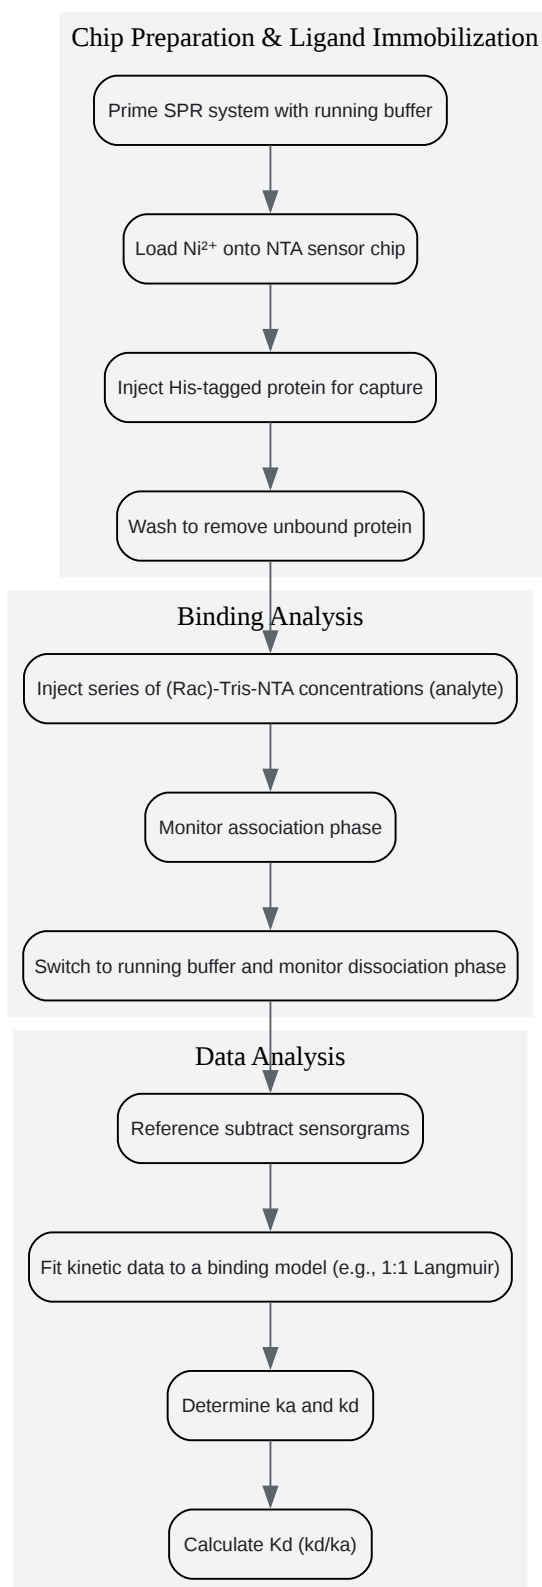 Chip Preparation & Ligand Immobilization
Prime SPR system with running buffer
Load Ni²⁺ onto NTA sensor chip
Inject His-tagged protein for capture
Wash to remove unbound protein
Binding Analysis
Inject series of (Rac)-Tris-NTA concentrations (analyte)
Monitor association phase
Switch to running buffer and monitor dissociation phase
Data Analysis
Reference subtract sensorgrams
Fit kinetic data to a binding model (e.g., 1:1 Langmuir)
Determine ka and kd
Calculate Kd (kd/ka)